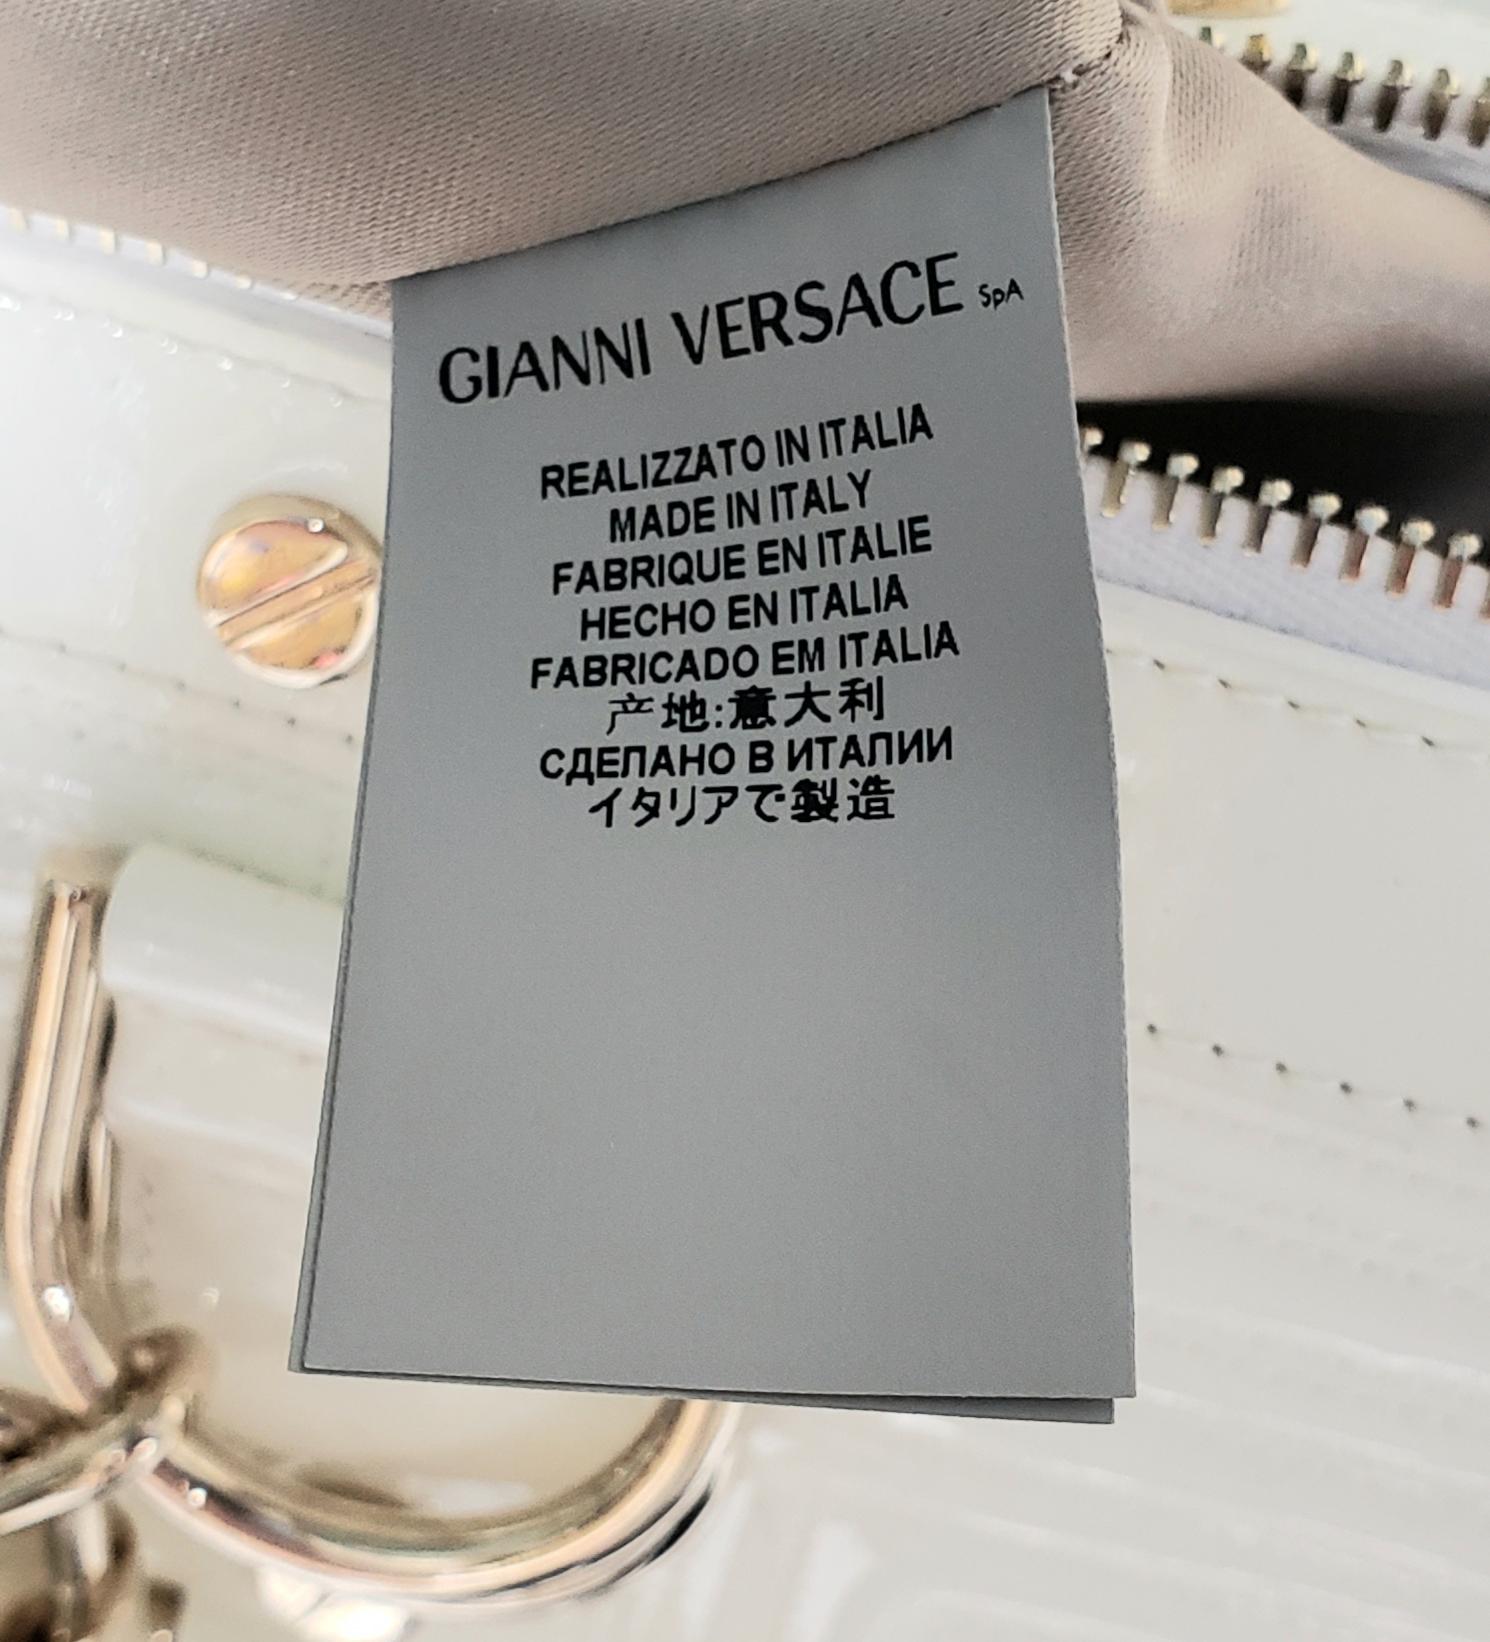 GIANNI VERSACE SpA
REALIZZATO IN ITALIA
MADE IN ITALY
FABRIQUE EN ITALIE
HECHO EN ITALIA
FABRICADO EM ITALIA
产地:意大利
СДЕЛАНО В ИТАЛИИ
イタリアで製造